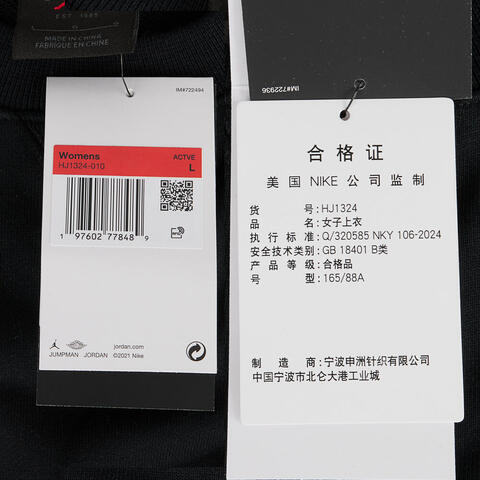 EST 1985
MADE IN CHINA
FABRIQUÉ EN CHINE
IM#722494
Womens
ACTVE
HJ1324-010
L
1 97602 77848 9
jordan.com
JUMPMAN JORDAN ©2021 Nike
IM#722936
合格证
美国 NIKE 公司监制
货号:HJ1324
品名:女子上衣
执行标准:Q/320585 NKY 106-2024
安全技术类别:GB 18401 B类
产品等级:合格品
号型:165/88A
制造商:宁波申洲针织有限公司
中国宁波市北仑大港工业城